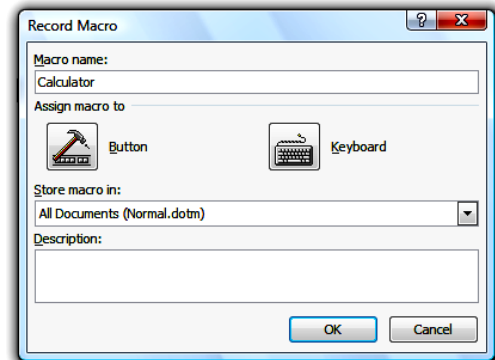 Record Macro
?
Macro name:
Calculator
Assign macro to
Button
Keyboard
Store macro in:
All Documents (Normal.dotm)
Description:
OK
Cancel